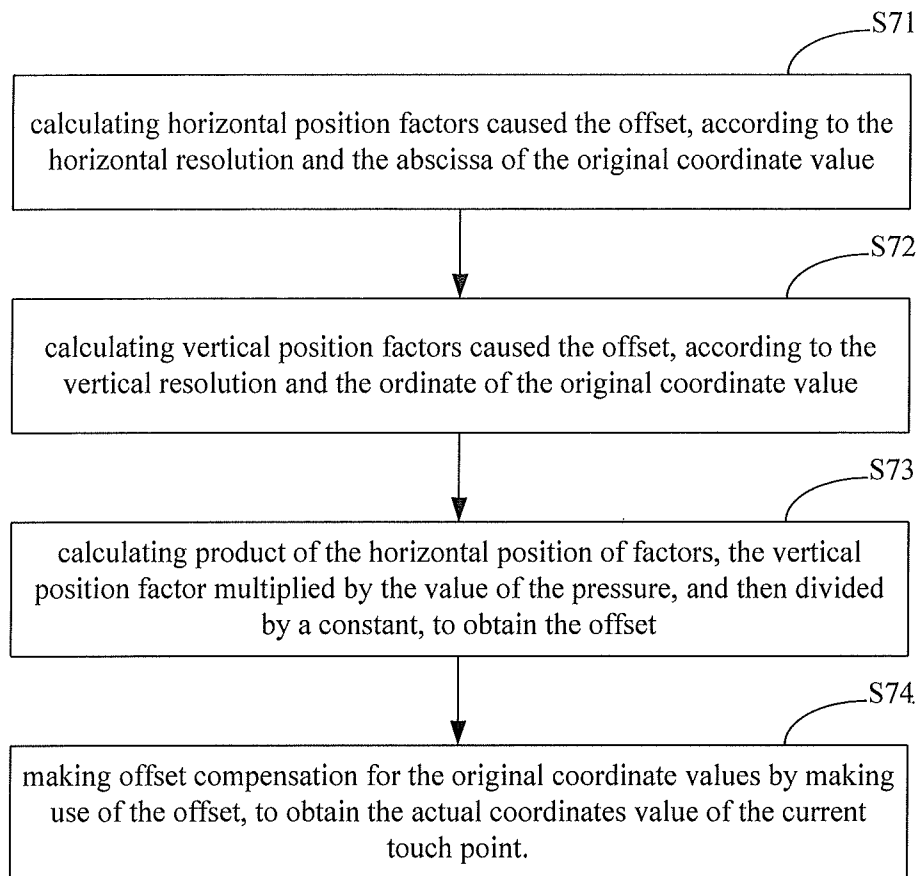 S71
calculating horizontal position factors caused the offset, according to the
horizontal resolution and the abscissa of the original coordinate value
S72
calculating vertical position factors caused the offset, according to the
vertical resolution and the ordinate of the original coordinate value
S73
calculating product of the horizontal position of factors, the vertical
position factor multiplied by the value of the pressure, and then divided
by a constant, to obtain the offset
S74
making offset compensation for the original coordinate values by making
use of the offset, to obtain the actual coordinates value of the current
touch point.